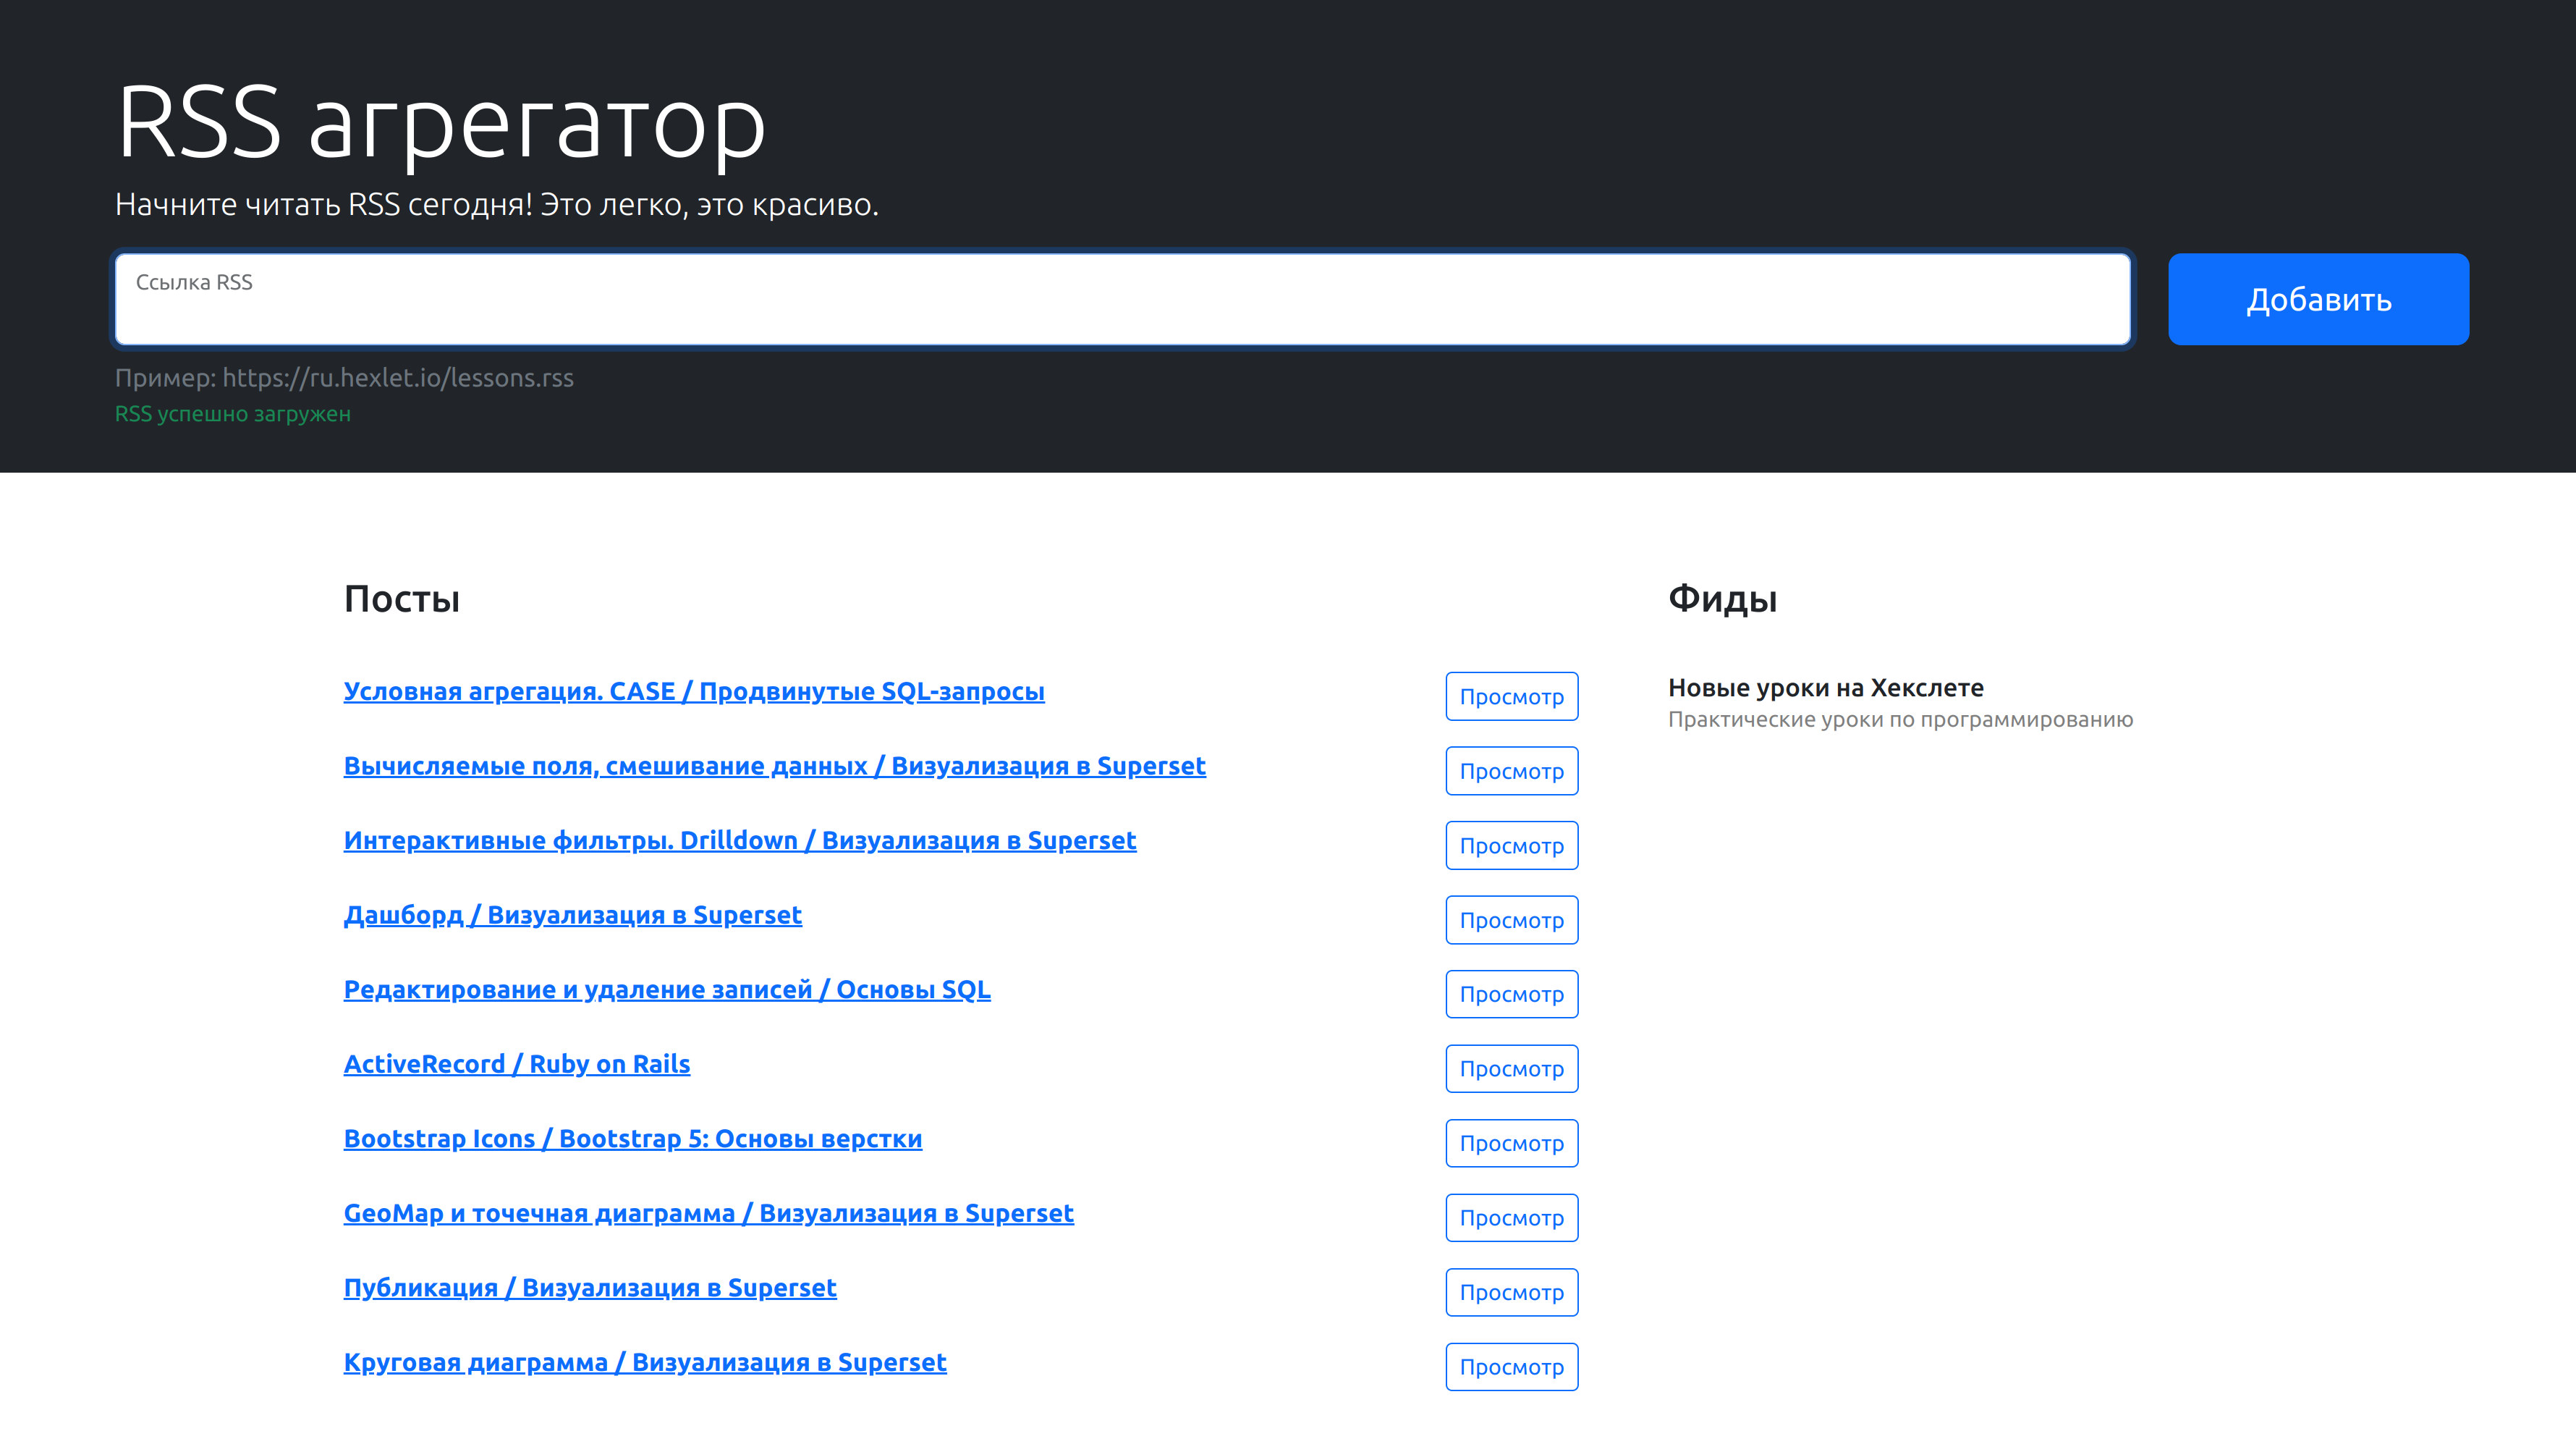 RSS агрегатор
Начните читать RSS сегодня! Это легко, это красиво.
Ссылка RSS
Добавить
Пример: https://ru.hexlet.io/lessons.rss
RSS успешно загружен
Посты
Условная агрегация. CASE / Продвинутые SQL-запросы
Просмотр
Вычисляемые поля, смешивание данных / Визуализация в Superset
Просмотр
Интерактивные фильтры. Drilldown / Визуализация в Superset
Просмотр
Дашборд / Визуализация в Superset
Просмотр
Редактирование и удаление записей / Основы SQL
Просмотр
ActiveRecord / Ruby on Rails
Просмотр
Bootstrap Icons / Bootstrap 5: Основы верстки
Просмотр
GeoMap и точечная диаграмма / Визуализация в Superset
Просмотр
Публикация / Визуализация в Superset
Просмотр
Круговая диаграмма / Визуализация в Superset
Просмотр
Фиды
Новые уроки на Хекслете
Практические уроки по программированию